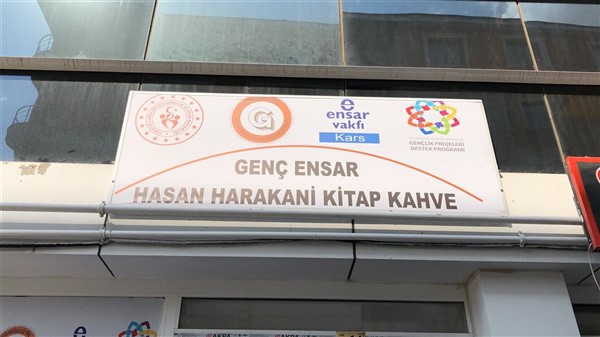 G
ensar
vakfı
Kars
GENÇLİK PROJELERİ
DESTEK PROGRAMI
GENÇ ENSAR
HASAN HARAKANİ KİTAP KAHVE